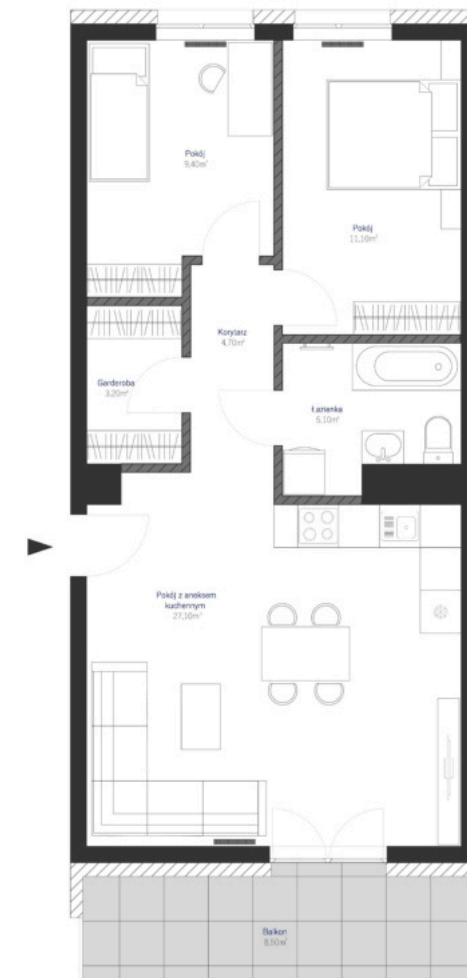 Pokój
9,40m²
Pokój
11,10m²
Korytarz
4,70m²
Garderoba
3,20m²
Łazienka
5,10m²
Pokój z aneksem
kuchennym
27,10m²
Balkon
8,50m²